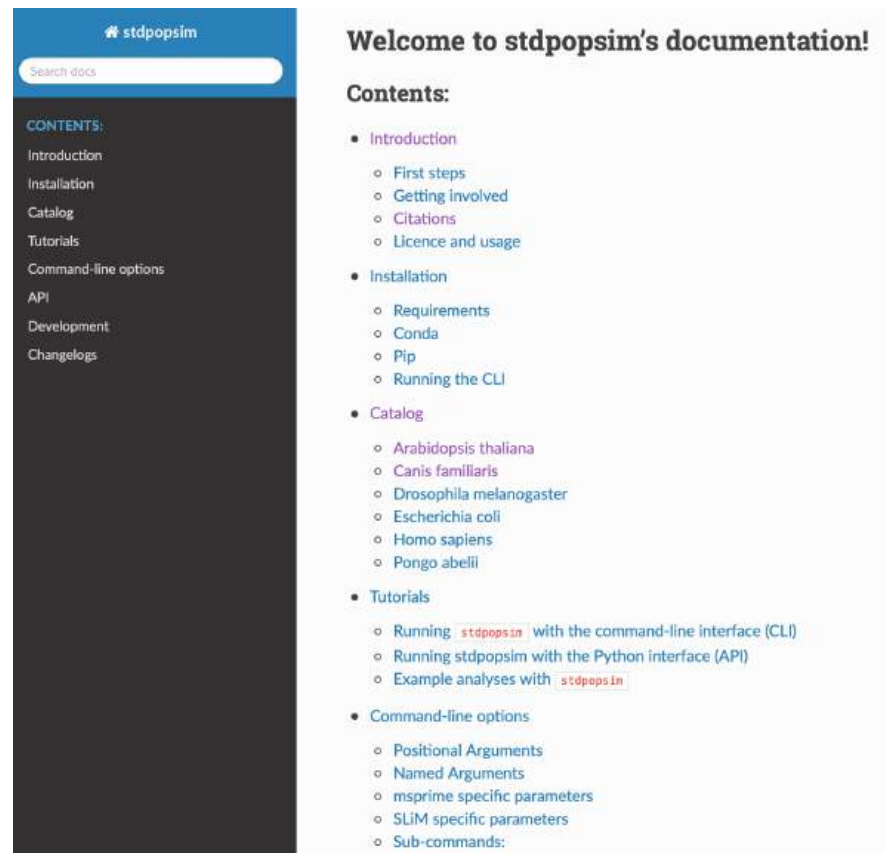 stdpopsim
Search docs
CONTENTS:
Introduction
Installation
Catalog
Tutorials
Command-line options
API
Development
Changelogs
Welcome to stdpopsim's documentation!
Contents:
Introduction
First steps
Getting involved
Citations
Licence and usage
Installation
Requirements
Conda
Pip
Running the CLI
Catalog
Arabidopsis thaliana
Canis familiaris
Drosophila melanogaster
Escherichia coli
Homo sapiens
Pongo abelii
Tutorials
Running stdpopsim with the command-line interface (CLI)
Running stdpopsim with the Python interface (API)
Example analyses with stdpopsim
Command-line options
Positional Arguments
Named Arguments
msprime specific parameters
SLiM specific parameters
Sub-commands: